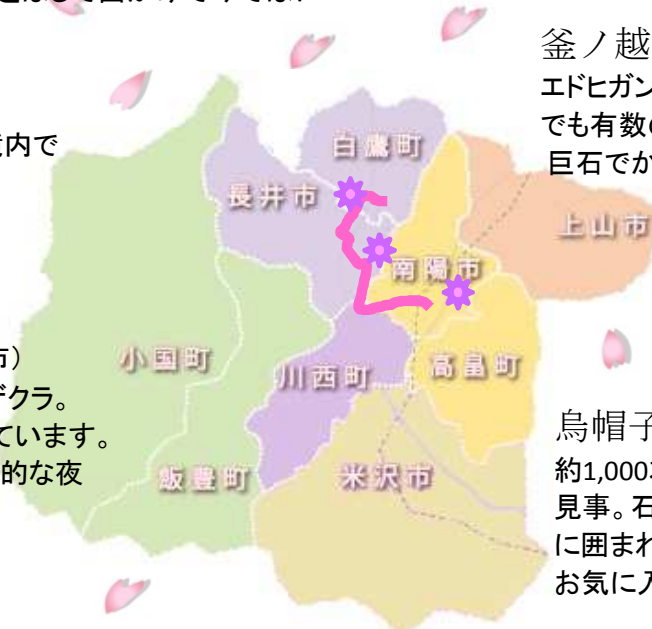 釜ノ越
エドヒガン
でも有数の
巨石でか
内で
白鷹町
長井市
上山市
南陽市
小国町
川西町
高畠町
飯豊町
米沢市
市）
ザクラ。
ています。
的な夜
烏帽子
約1,000
見事。石
に囲まれ
お気に入